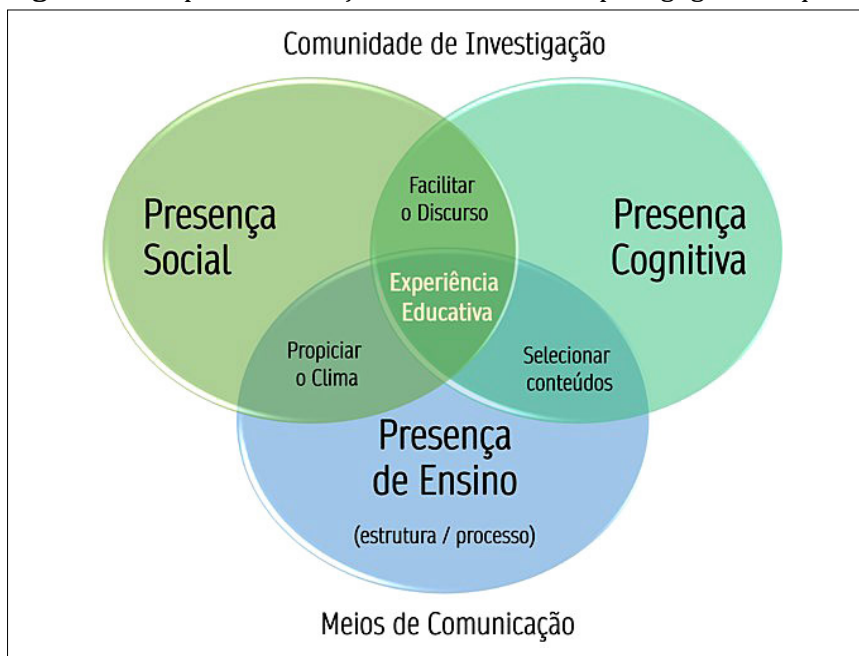 Comunidade de Investigação
Facilitar
o Discurso
Presença
Social
Presença
Cognitiva
Experiência
Educativa
Propiciar
o Clima
Selecionar
conteúdos
Presença
de Ensino
(estrutura / processo)
Meios de Comunicação